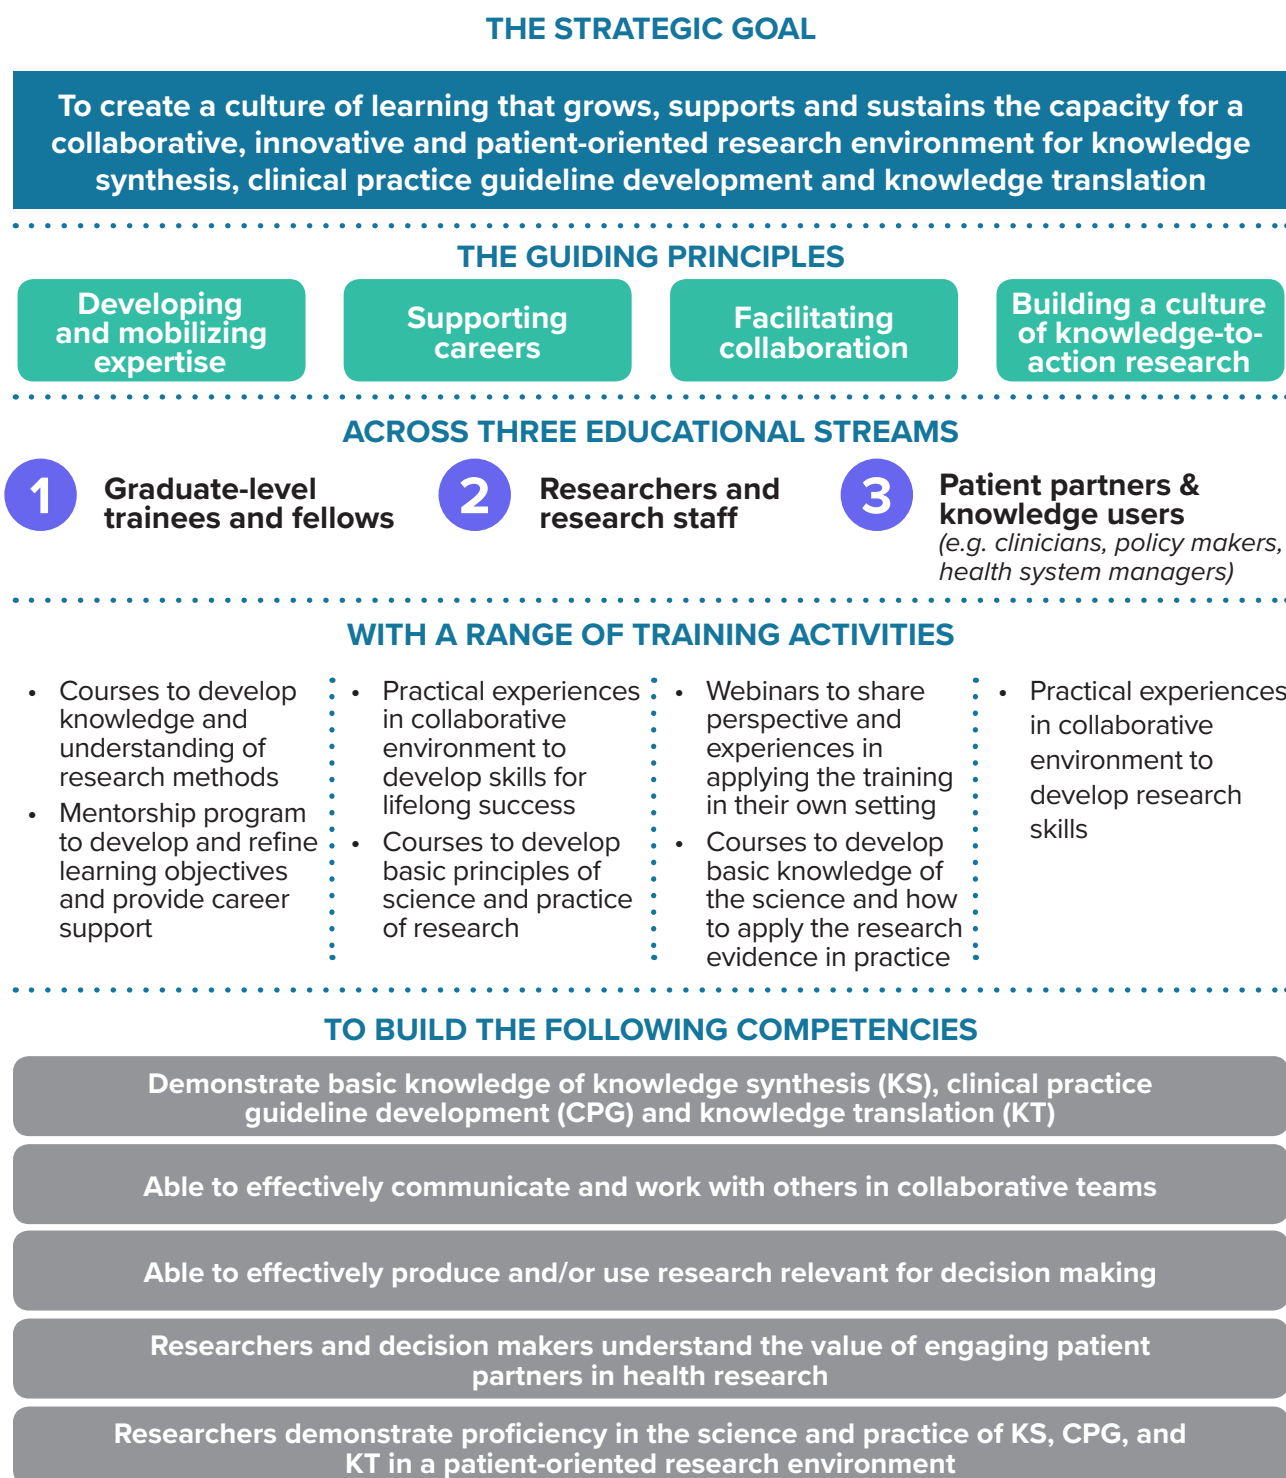 THE STRATEGIC GOAL
To create a culture of learning that grows, supports and sustains the capacity for a
collaborative, innovative and patient-oriented research environment for knowledge
synthesis, clinical practice guideline development and knowledge translation
THE GUIDING PRINCIPLES
Developing
and mobilizing
expertise
Supporting
careers
Facilitating
collaboration
Building a culture
of knowledge-to-
action research
ACROSS THREE EDUCATIONAL STREAMS
1
Graduate-level
trainees and fellows
2
Researchers and
research staff
3
Patient partners &
knowledge users
(e.g. clinicians, policy makers,
health system managers)
WITH A RANGE OF TRAINING ACTIVITIES
• Courses to develop
knowledge and
understanding of
research methods
• Mentorship program
to develop and refine
learning objectives
and provide career
support
• Practical experiences
in collaborative
environment to
develop skills for
lifelong success
• Courses to develop
basic principles of
science and practice
of research
• Webinars to share
perspective and
experiences in
applying the training
in their own setting
• Courses to develop
basic knowledge of
the science and how
to apply the research
evidence in practice
• Practical experiences
in collaborative
environment to
develop research
skills
TO BUILD THE FOLLOWING COMPETENCIES
Demonstrate basic knowledge of knowledge synthesis (KS), clinical practice
guideline development (CPG) and knowledge translation (KT)
Able to effectively communicate and work with others in collaborative teams
Able to effectively produce and/or use research relevant for decision making
Researchers and decision makers understand the value of engaging patient
partners in health research
Researchers demonstrate proficiency in the science and practice of KS, CPG, and
KT in a patient-oriented research environment